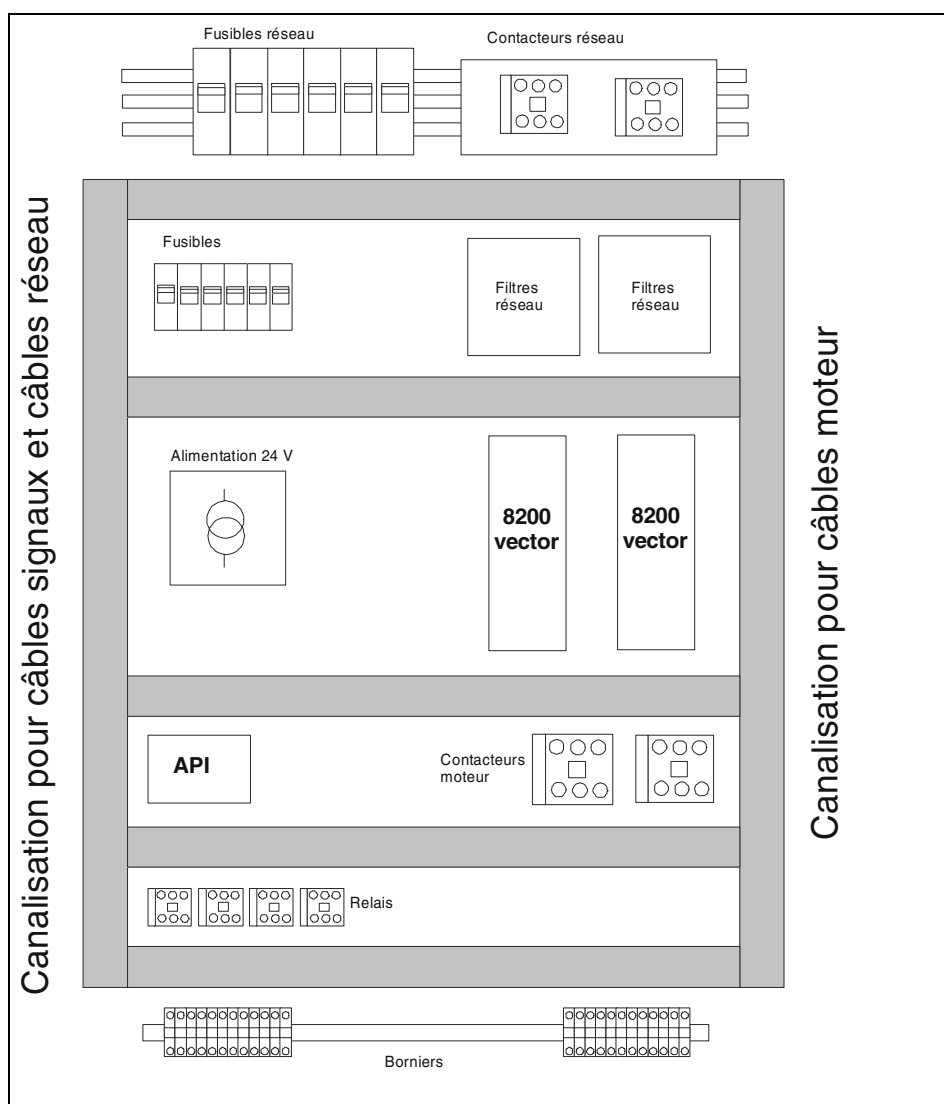 Fusibles réseau
Contacteurs réseau
Canalisation pour câbles signaux et câbles réseau
Fusibles
Filtres
réseau
Filtres
réseau
Canalisation pour câbles moteur
Alimentation 24 V
8200
vector
8200
vector
API
Contacteurs
moteur
Relais
Borniers